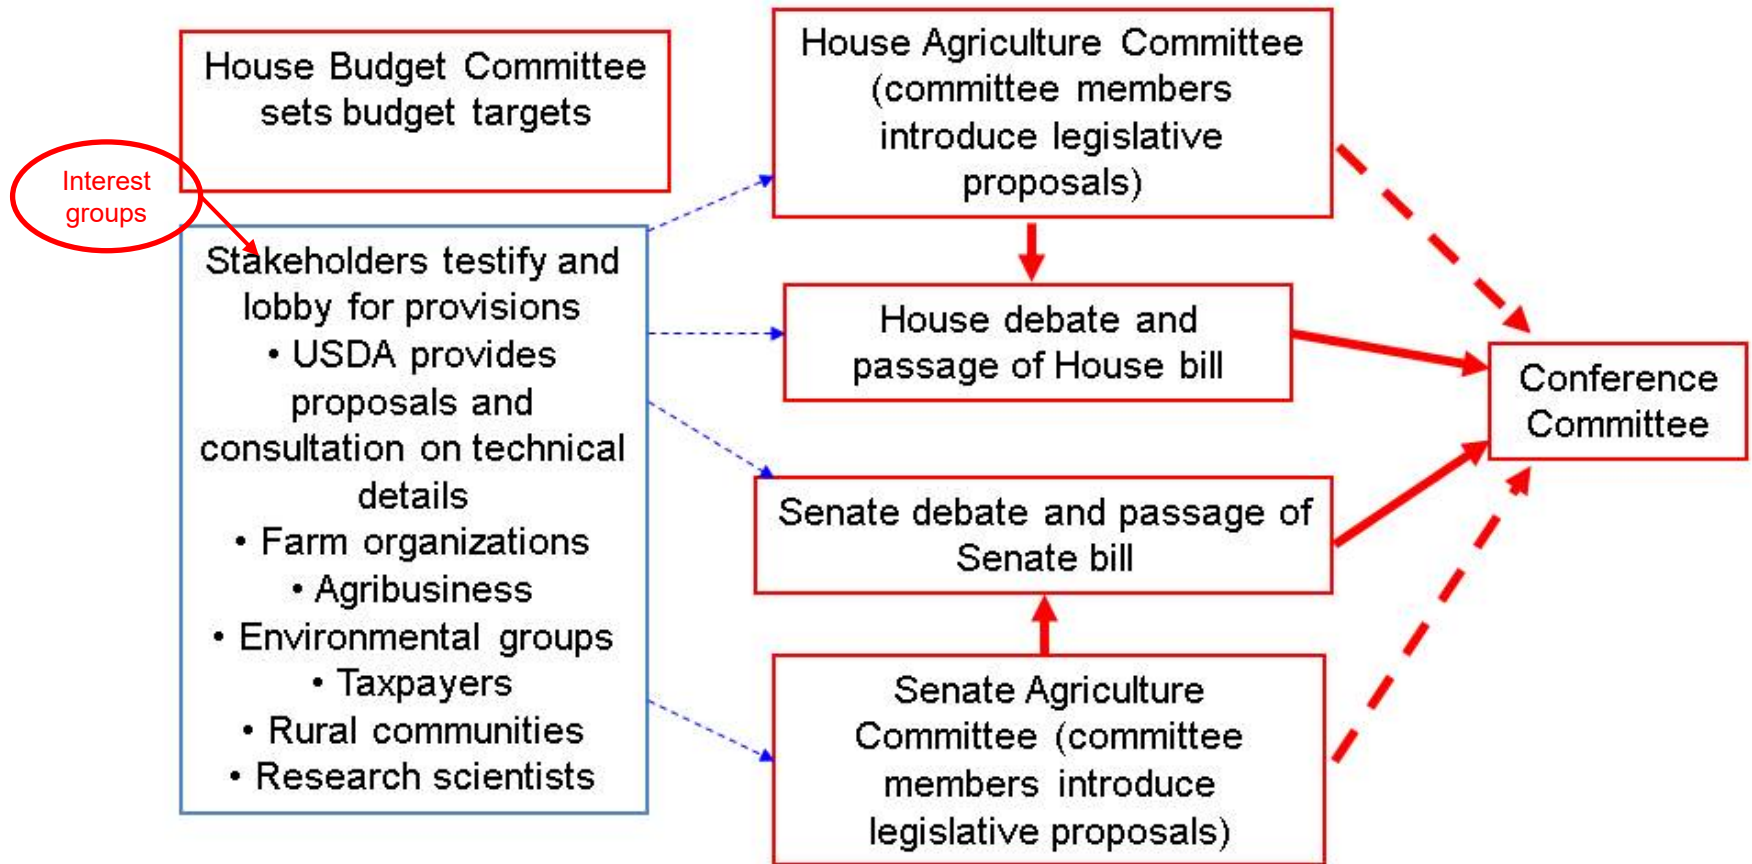 House Budget Committee
sets budget targets
Interest
groups
Stakeholders testify and
lobby for provisions
• USDA provides
proposals and
consultation on technical
details
• Farm organizations
• Agribusiness
• Environmental groups
• Taxpayers
• Rural communities
• Research scientists
House Agriculture Committee
(committee members
introduce legislative
proposals)
House debate and
passage of House bill
Senate debate and passage of
Senate bill
Senate Agriculture
Committee (committee
members introduce
legislative proposals)
Conference
Committee